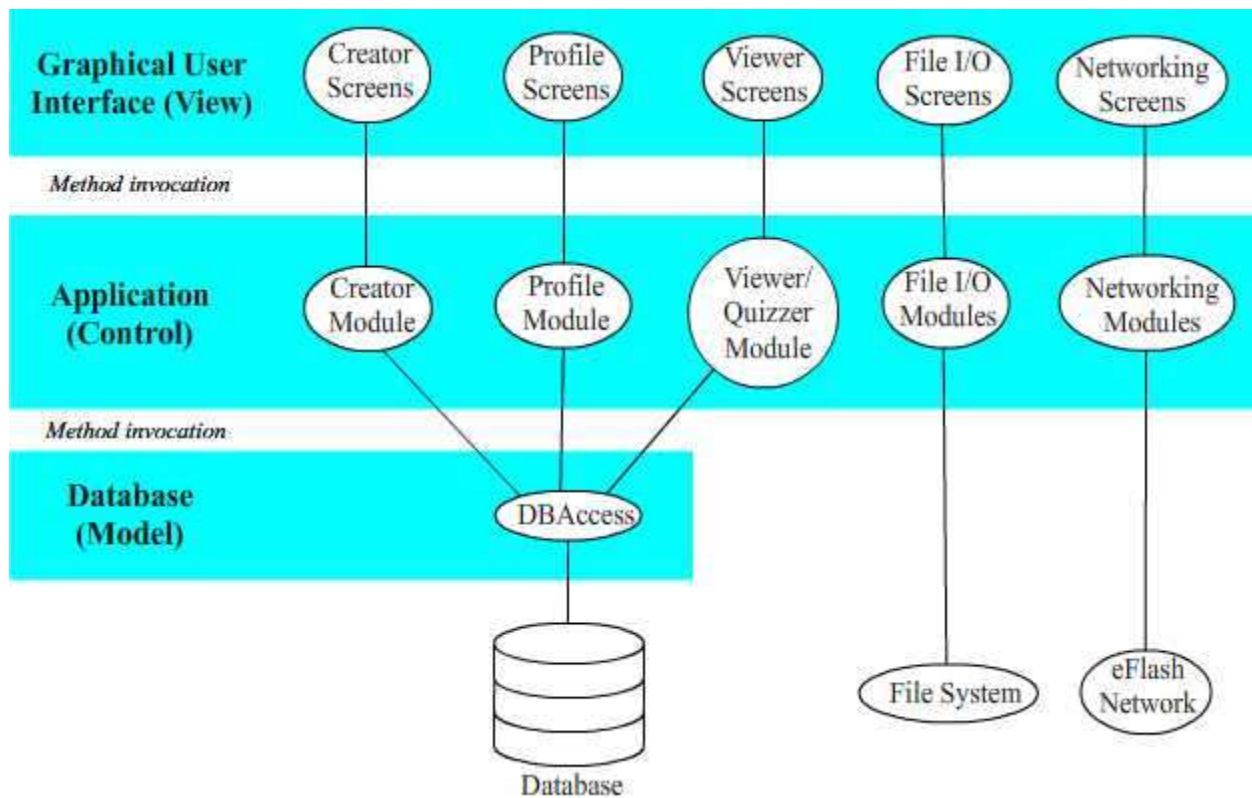 Graphical User
Interface (View)
Creator
Screens
Profile
Screens
Viewer
Screens
File I/O
Screens
Networking
Screens
Method invocation
Application
(Control)
Creator
Module
Profile
Module
Viewer/
Quizzer
Module
File I/O
Modules
Networking
Modules
Method invocation
Database
(Model)
DBAccess
File System
eFlash
Network
Database